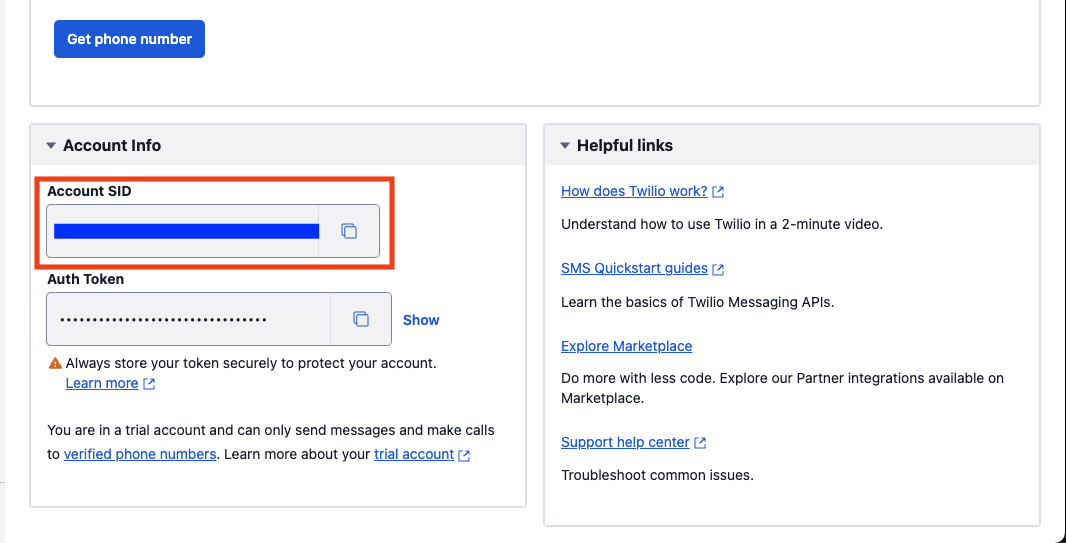 Get phone number
Account Info
Account SID
Auth Token
••••••••••••••••••••••••••••••••
Show
Always store your token securely to protect your account.
Learn more
You are in a trial account and can only send messages and make calls
to verified phone numbers. Learn more about your trial account
Helpful links
How does Twilio work?
Understand how to use Twilio in a 2-minute video.
SMS Quickstart guides
Learn the basics of Twilio Messaging APIs.
Explore Marketplace
Do more with less code. Explore our Partner integrations available on
Marketplace.
Support help center
Troubleshoot common issues.